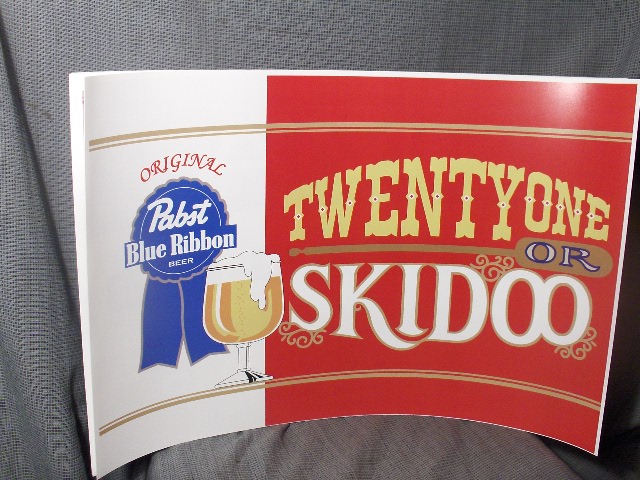 ORIGINAL
Pabst
Blue Ribbon
BEER
TWENTYONE
OR
SKIDOO